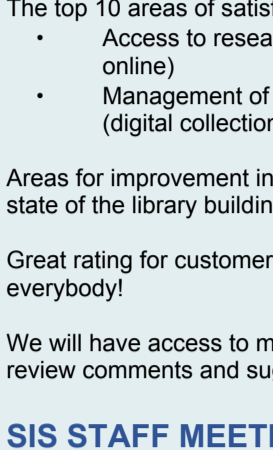 The top 10 areas of satis
• Access to resea
online)
• Management of
(digital collection
Areas for improvement in
state of the library buildin
Great rating for customer
everybody!
We will have access to m
review comments and su
SIS STAFF MEET